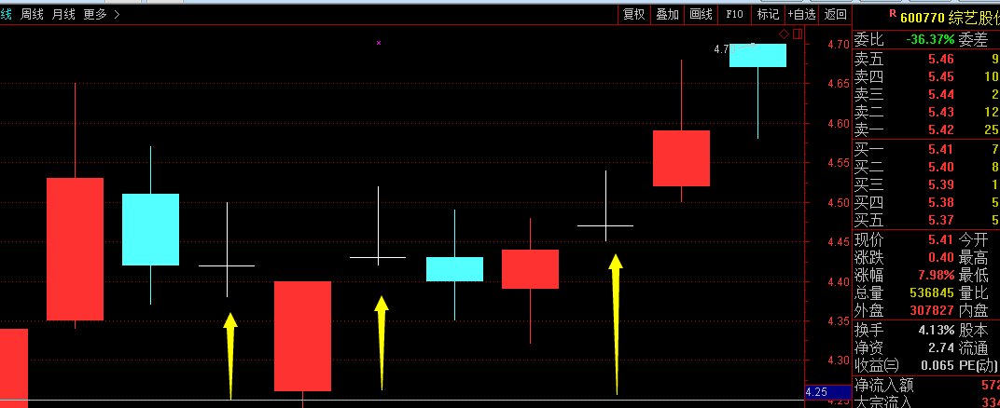 线 周线 月线 更多 >
复权 叠加 画线 F10 标记 +自选 返回
R 600770 综艺股份
委比 -36.37% 委差
卖五 5.46 9
卖四 5.45 10
卖三 5.44 2
卖二 5.43 12
卖一 5.42 25
买一 5.41 7
买二 5.40 8
买三 5.39 1
买四 5.38 5
买五 5.37 5
现价 5.41 今开
涨跌 0.40 最高
涨幅 7.98% 最低
总量 536845 量比
外盘 307827 内盘
换手 4.13% 股本
净资 2.74 流通
收益㈢ 0.065 PE(动)
净流入额 572
大宗流入 334
4.70
4.65
4.60
4.55
4.50
4.45
4.40
4.35
4.30
4.25
4.25